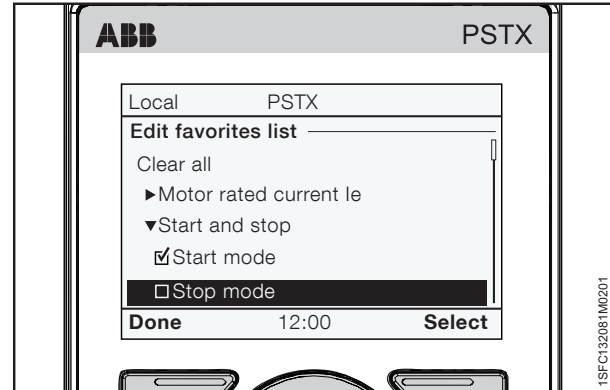 ABB PSTX
Local PSTX
Edit favorites list
Clear all
▶Motor rated current Ie
▼Start and stop
☑Start mode
☐Stop mode
Done 12:00 Select
1SFC132081M0201